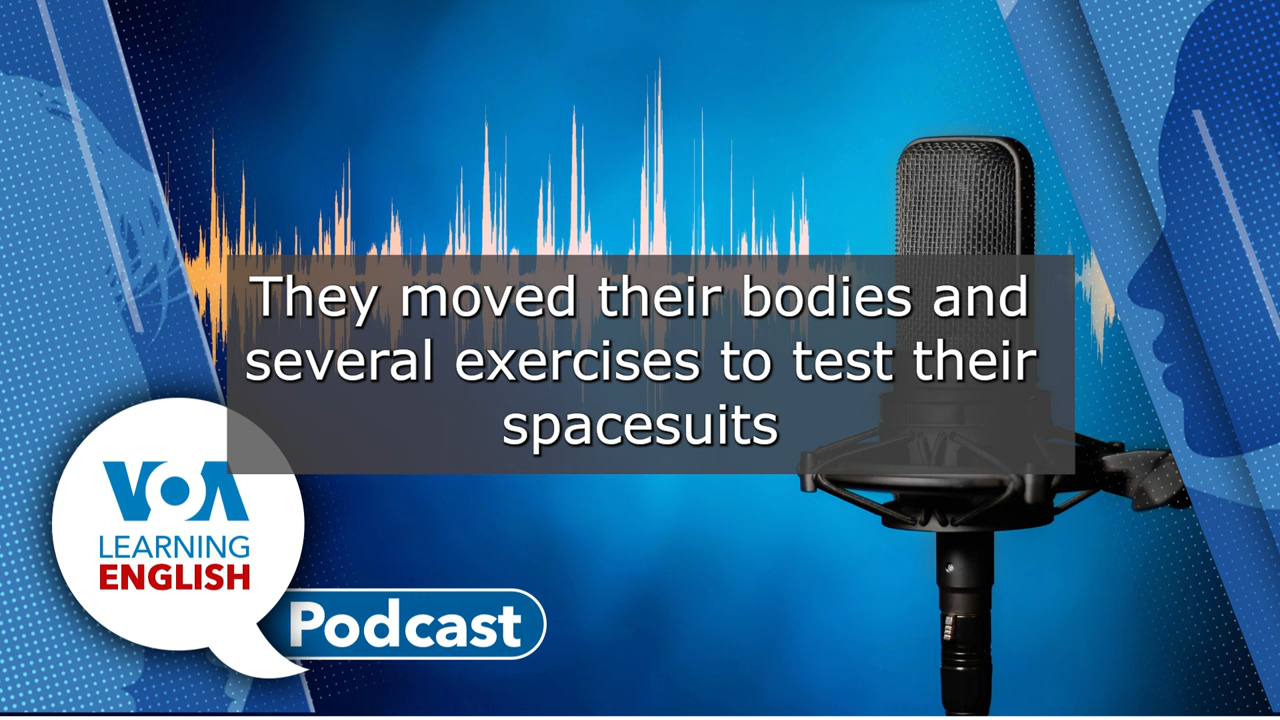 They moved their bodies and
several exercises to test their
spacesuits
VOA
LEARNING
ENGLISH
Podcast